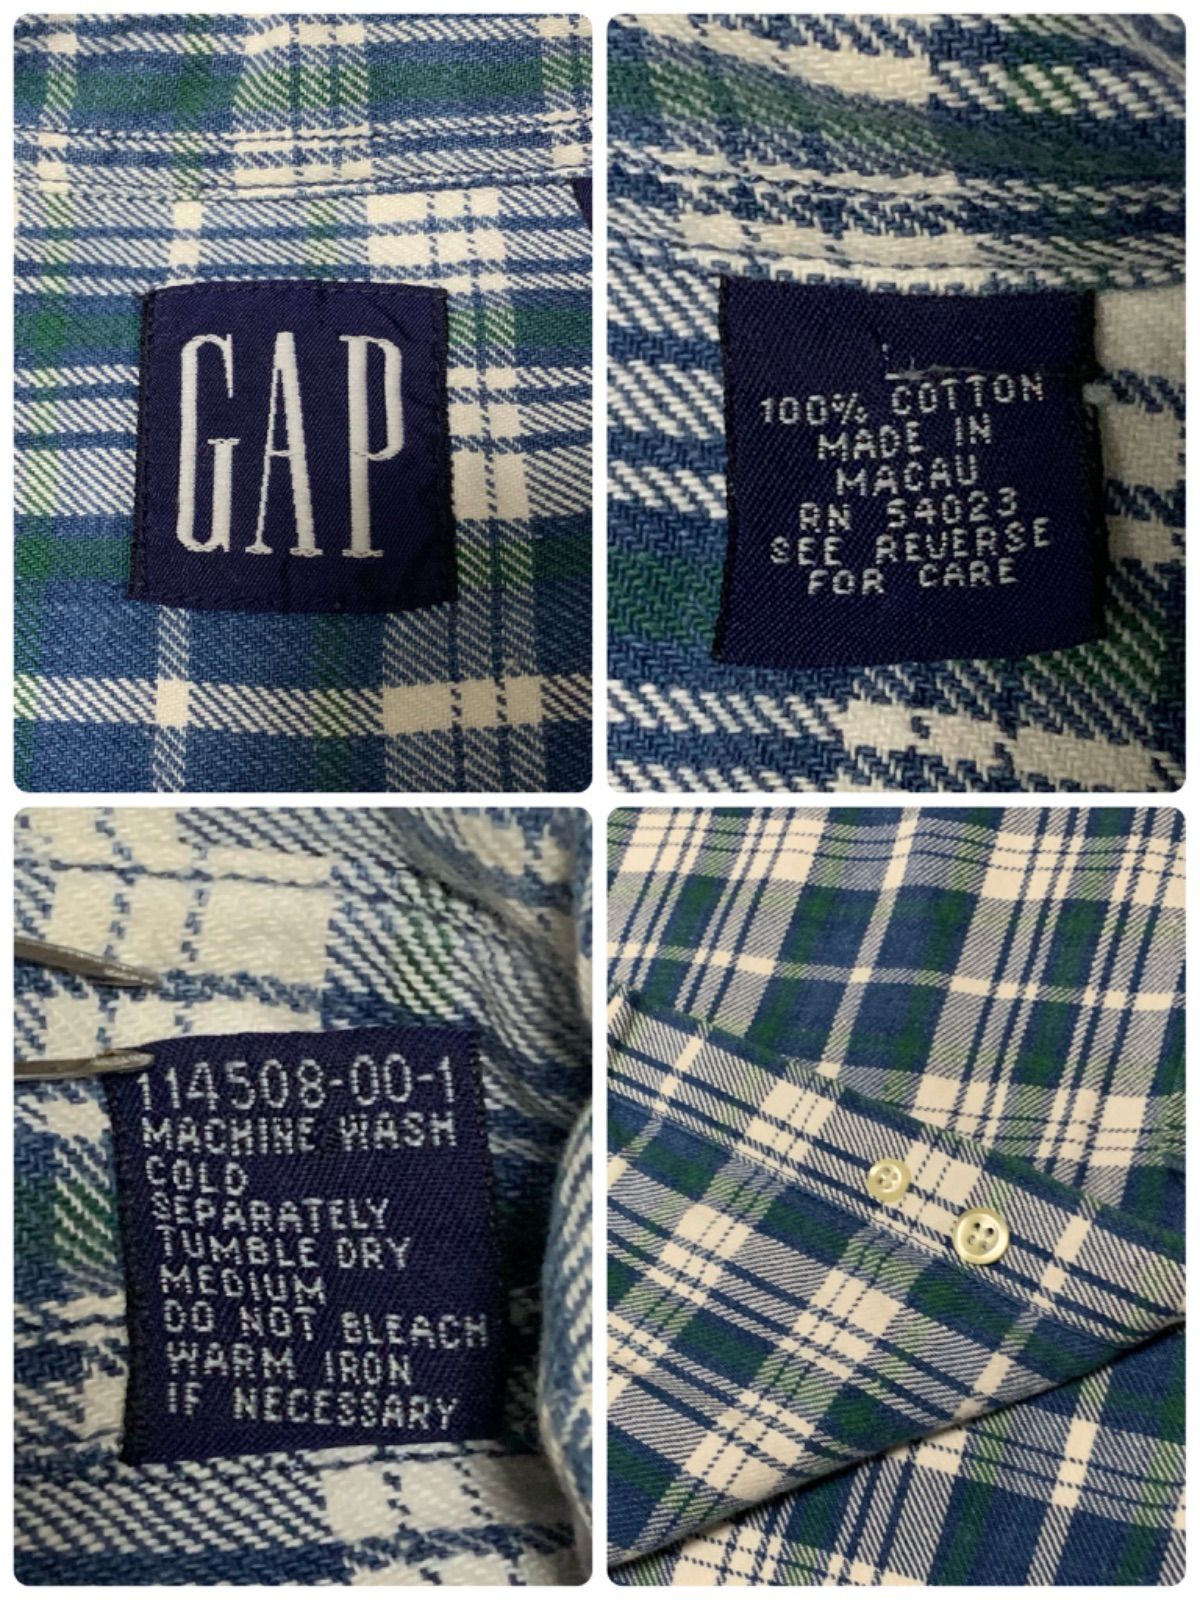 GAP
100% COTTON
MADE IN
MACAU
RN 54023
SEE REVERSE
FOR CARE
114508-00-1
MACHINE WASH
COLD
SEPARATELY
TUMBLE DRY
MEDIUM
DO NOT BLEACH
WARM IRON
IF NECESSARY